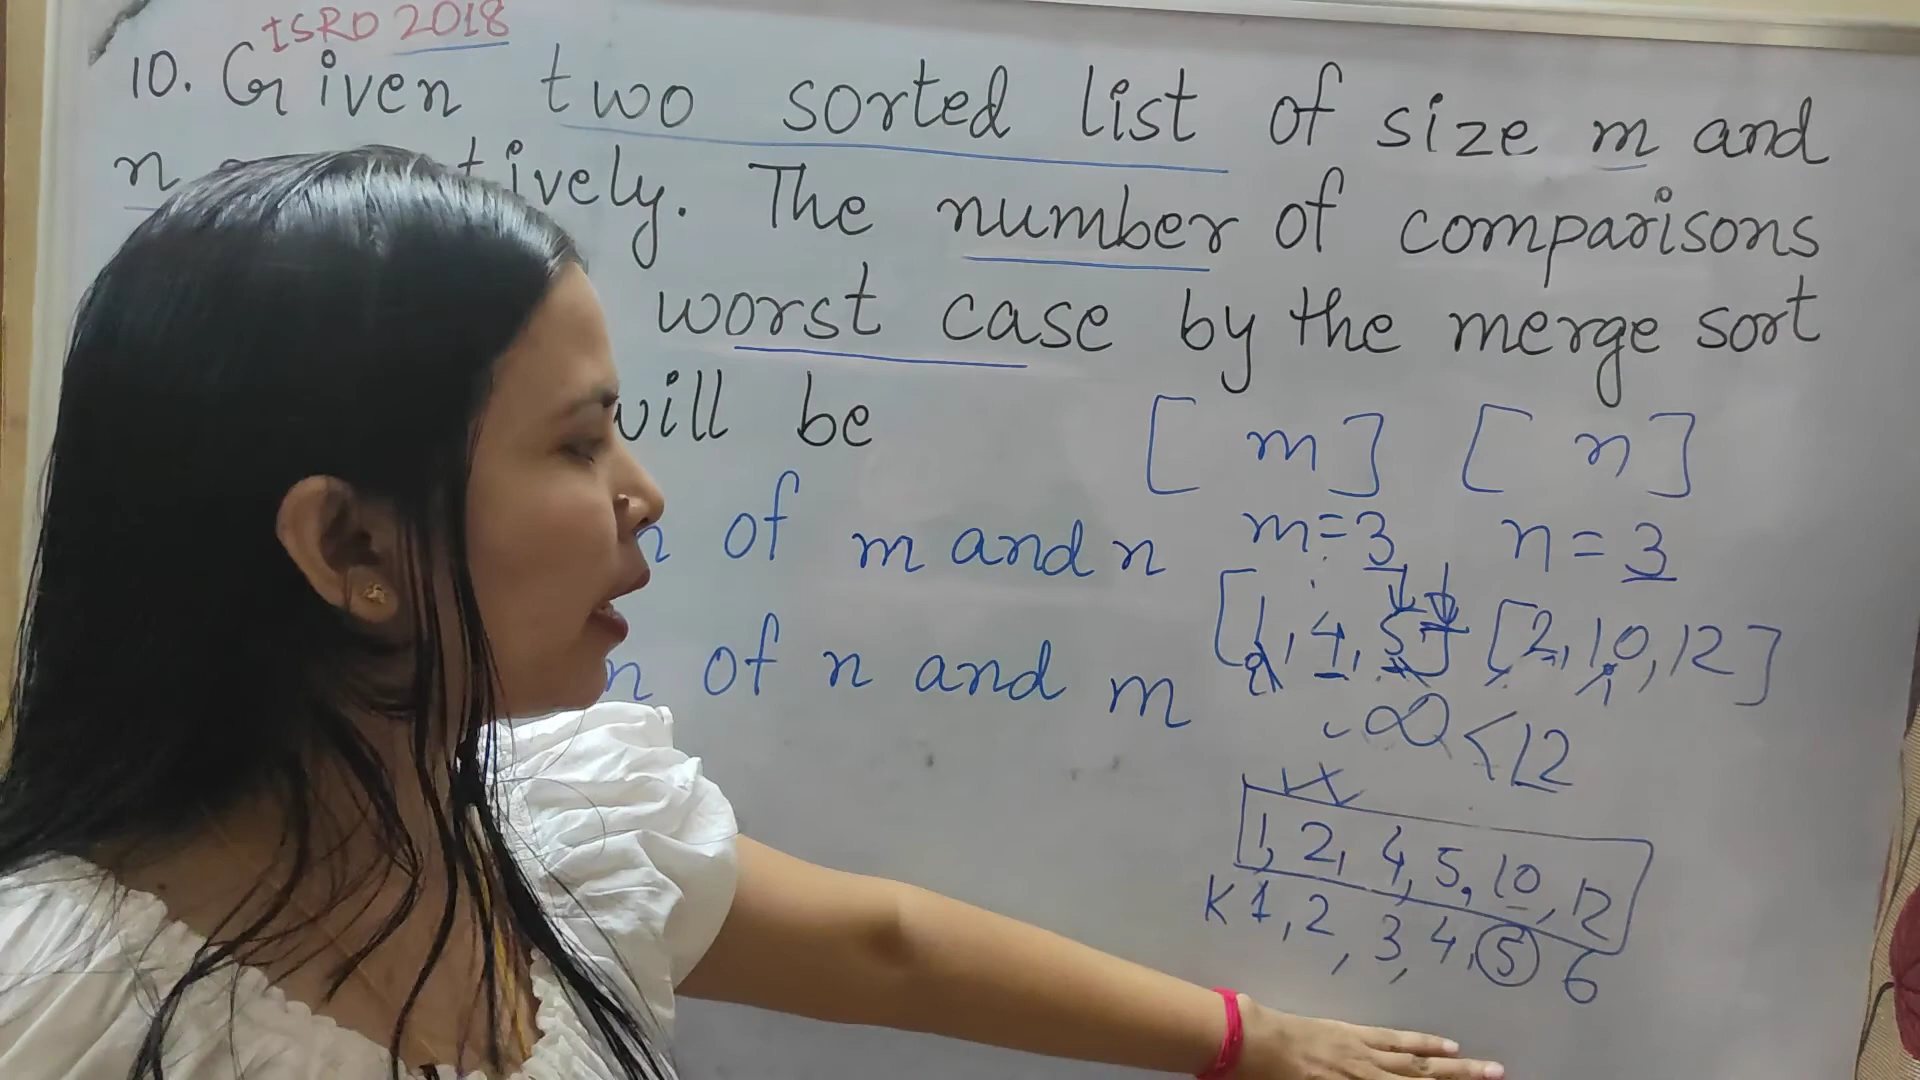 ISRO 2018
10. Given two sorted list of size m and
n tively. The number of comparisons
worst case by the merge sort
will be
[ m ] [ n ]
of m and n
m=3 n=3
[1,4,5] [2,10,12]
of n and m
∞<12
1,2,4,5,10,12
K 1,2,3,4,5 6